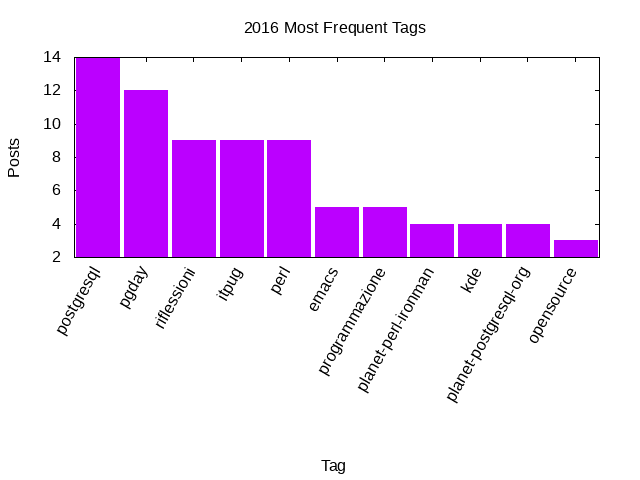 2016 Most Frequent Tags
14
12
10
8
6
4
2
Posts
postgresql
pgday
riflessioni
itpug
perl
emacs
programmazione
planet-perl-ironman
kde
planet-postgresql-org
opensource
Tag